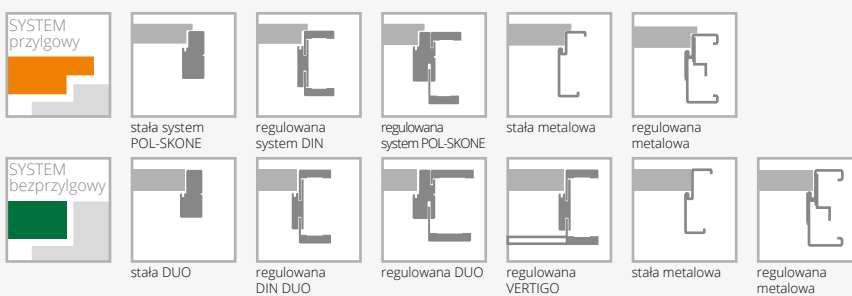 SYSTEM
przylgowy
stała system
POL-SKONE
regulowana
system DIN
regulowana
system POL-SKONE
stała metalowa
regulowana
metalowa
SYSTEM
bezprzylgowy
stała DUO
regulowana
DIN DUO
regulowana DUO
regulowana
VERTIGO
stała metalowa
regulowana
metalowa